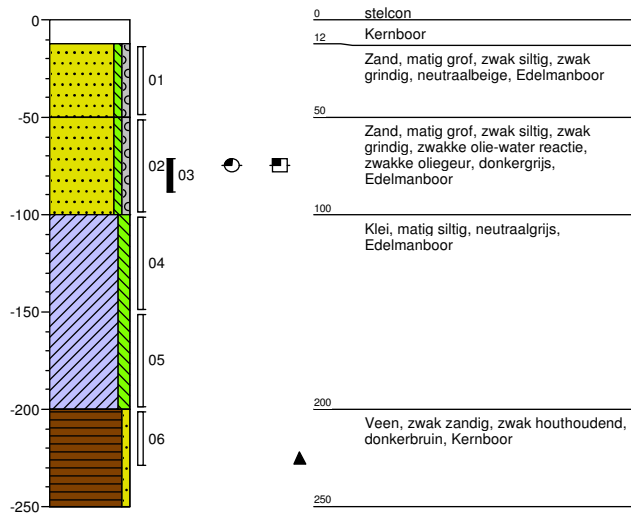 0
-50
-100
-150
-200
-250
01
02
03
04
05
06
0
stelcon
Kernboor
12
Zand, matig grof, zwak siltig, zwak
grindig, neutraalbeige, Edelmanboor
50
Zand, matig grof, zwak siltig, zwak
grindig, zwakke olie-water reactie,
zwakke oliegeur, donkergrijs,
Edelmanboor
100
Klei, matig siltig, neutraalgrijs,
Edelmanboor
200
Veen, zwak zandig, zwak houthoudend,
donkerbruin, Kernboor
250